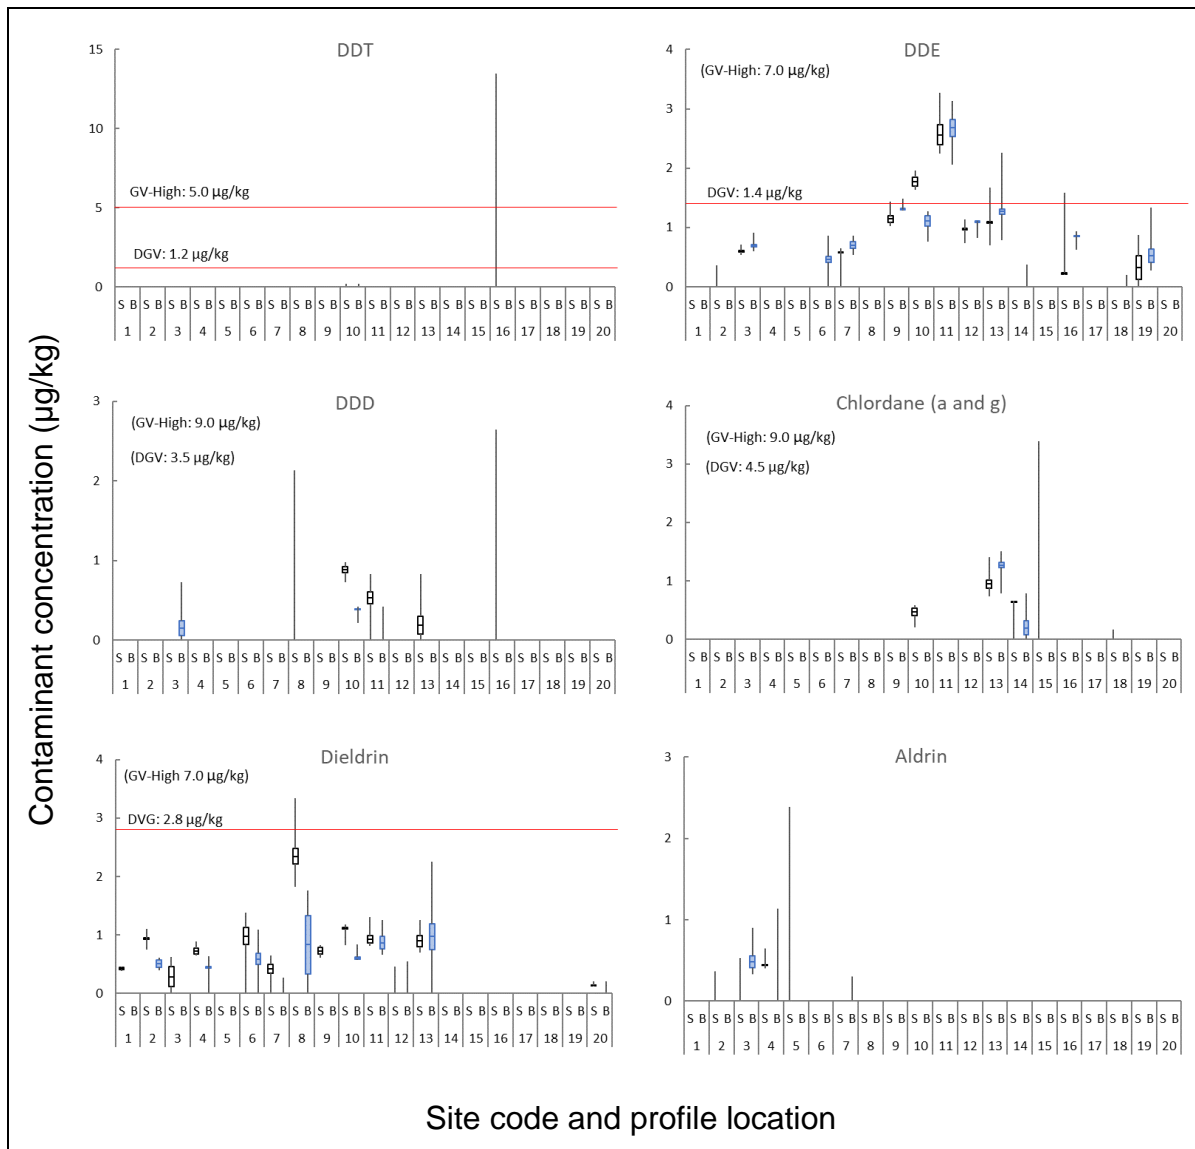 DDT
15
10
5
0
GV-High: 5.0 µg/kg
DGV: 1.2 µg/kg
S B S B S B S B S B S B S B S B S B S B S B S B S B S B S B S B S B S B S B S B
1 2 3 4 5 6 7 8 9 10 11 12 13 14 15 16 17 18 19 20
DDE
4
3
2
1
0
(GV-High: 7.0 µg/kg)
DGV: 1.4 µg/kg
S B S B S B S B S B S B S B S B S B S B S B S B S B S B S B S B S B S B S B S B
1 2 3 4 5 6 7 8 9 10 11 12 13 14 15 16 17 18 19 20
Contaminant concentration (µg/kg)
DDD
3
2
1
0
(GV-High: 9.0 µg/kg)
(DGV: 3.5 µg/kg)
S B S B S B S B S B S B S B S B S B S B S B S B S B S B S B S B S B S B S B S B
1 2 3 4 5 6 7 8 9 10 11 12 13 14 15 16 17 18 19 20
Chlordane (a and g)
4
3
2
1
0
(GV-High: 9.0 µg/kg)
(DGV: 4.5 µg/kg)
S B S B S B S B S B S B S B S B S B S B S B S B S B S B S B S B S B S B S B S B
1 2 3 4 5 6 7 8 9 10 11 12 13 14 15 16 17 18 19 20
Dieldrin
4
3
2
1
0
(GV-High 7.0 µg/kg)
DVG: 2.8 µg/kg
S B S B S B S B S B S B S B S B S B S B S B S B S B S B S B S B S B S B S B S B
1 2 3 4 5 6 7 8 9 10 11 12 13 14 15 16 17 18 19 20
Aldrin
3
2
1
0
S B S B S B S B S B S B S B S B S B S B S B S B S B S B S B S B S B S B S B S B
1 2 3 4 5 6 7 8 9 10 11 12 13 14 15 16 17 18 19 20
Site code and profile location